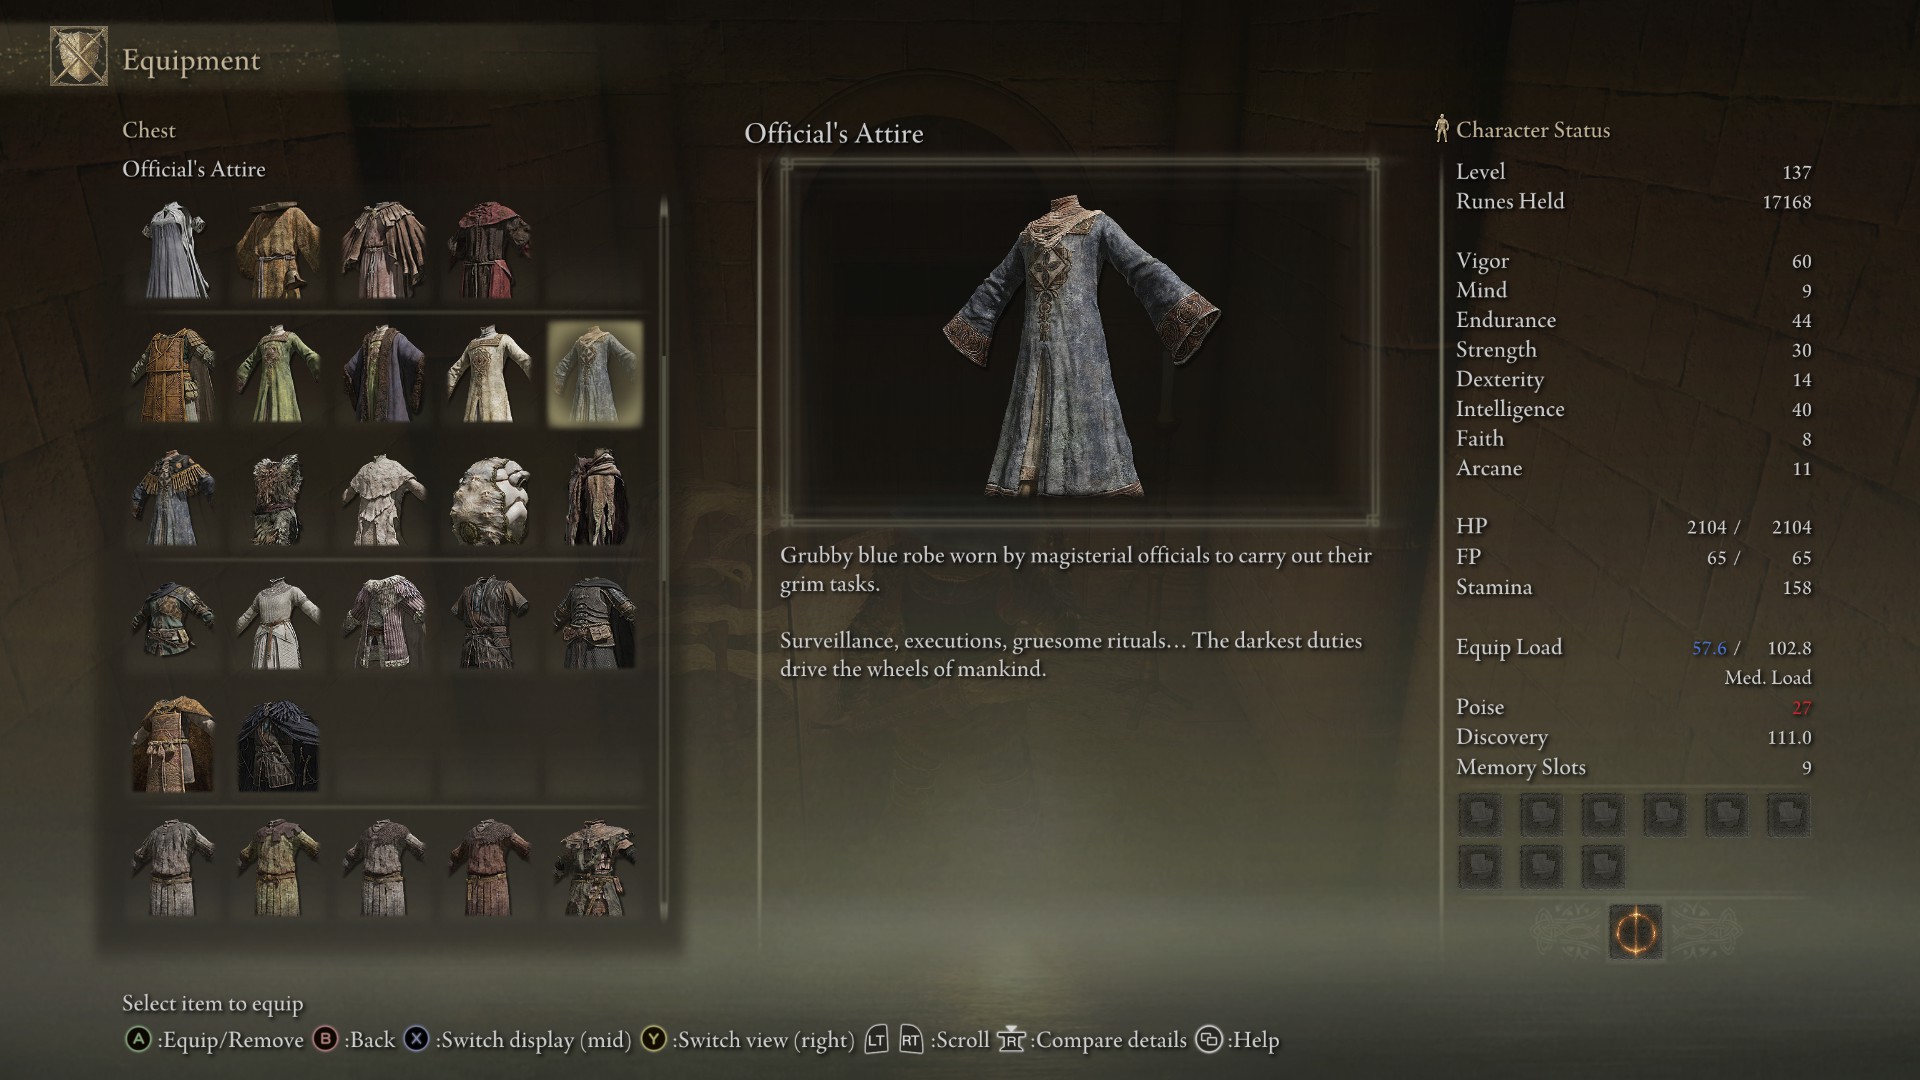 Equipment
Chest
Official's Attire
Official's Attire
Grubby blue robe worn by magisterial officials to carry out their
grim tasks.
Surveillance, executions, gruesome rituals... The darkest duties
drive the wheels of mankind.
Character Status
Level 137
Runes Held 17168
Vigor 60
Mind 9
Endurance 44
Strength 30
Dexterity 14
Intelligence 40
Faith 8
Arcane 11
HP 2104 / 2104
FP 65 / 65
Stamina 158
Equip Load 57.6 / 102.8
Med. Load
Poise 27
Discovery 111.0
Memory Slots 9
Select item to equip
A :Equip/Remove B :Back X :Switch display (mid) Y :Switch view (right) LT RT :Scroll R :Compare details :Help